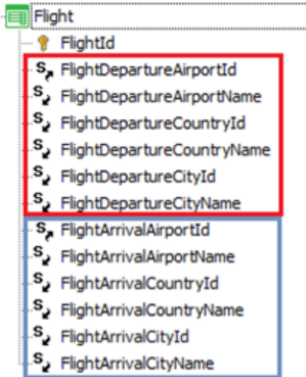 Flight
FlightId
FlightDepartureAirportId
FlightDepartureAirportName
FlightDepartureCountryId
FlightDepartureCountryName
FlightDepartureCityId
FlightDepartureCityName
FlightArrivalAirportId
FlightArrivalAirportName
FlightArrivalCountryId
FlightArrivalCountryName
FlightArrivalCityId
FlightArrivalCityName